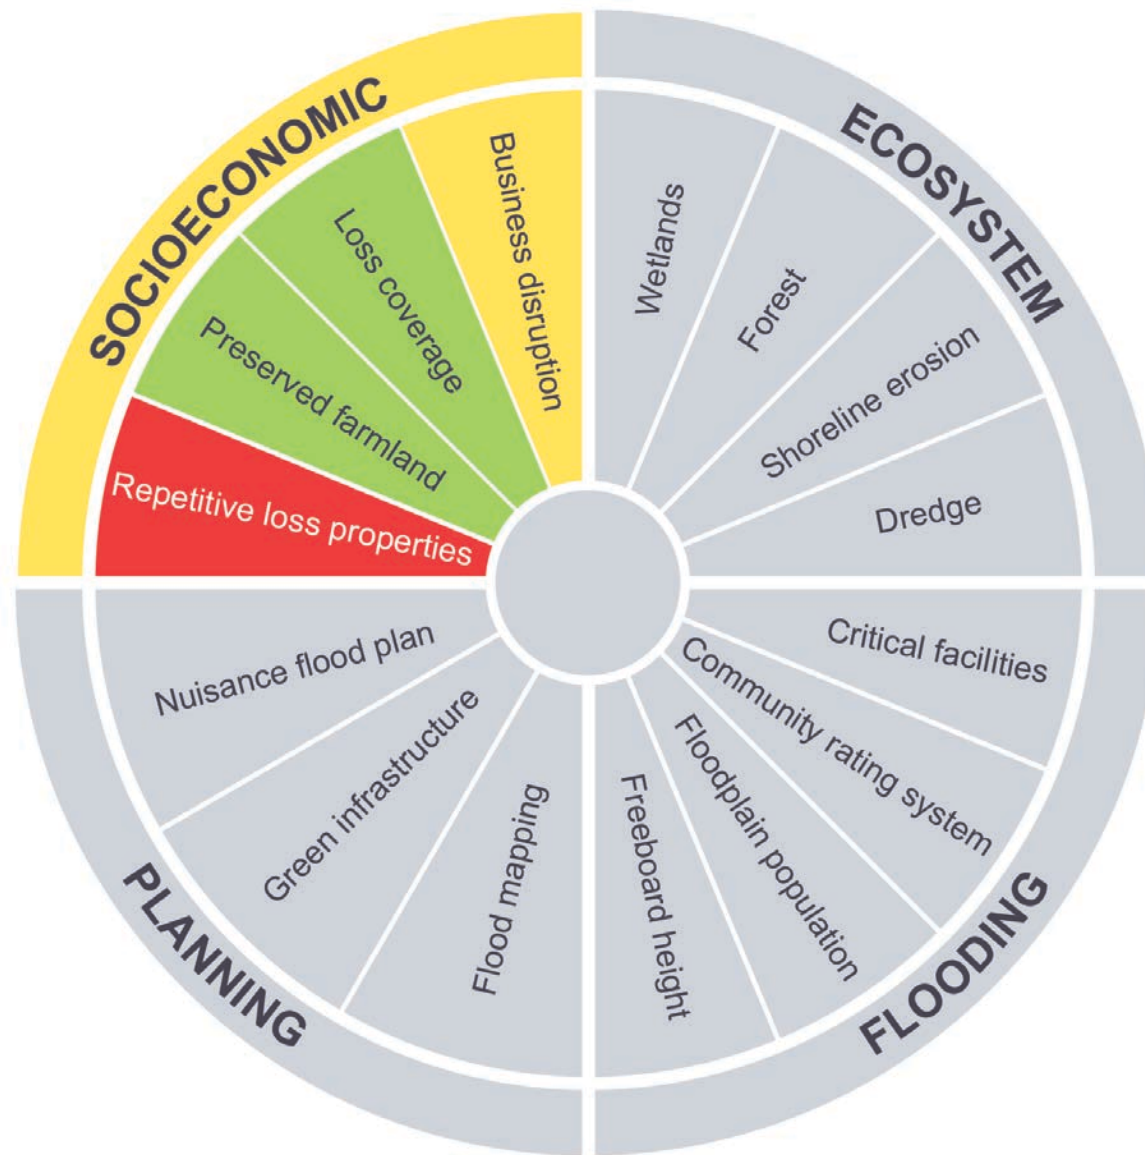 SOCIOECONOMIC
Business disruption
Loss coverage
Preserved farmland
Repetitive loss properties
ECOSYSTEM
Wetlands
Forest
Shoreline erosion
Dredge
FLOODING
Critical facilities
Community rating system
Floodplain population
Freeboard height
PLANNING
Nuisance flood plan
Green infrastructure
Flood mapping